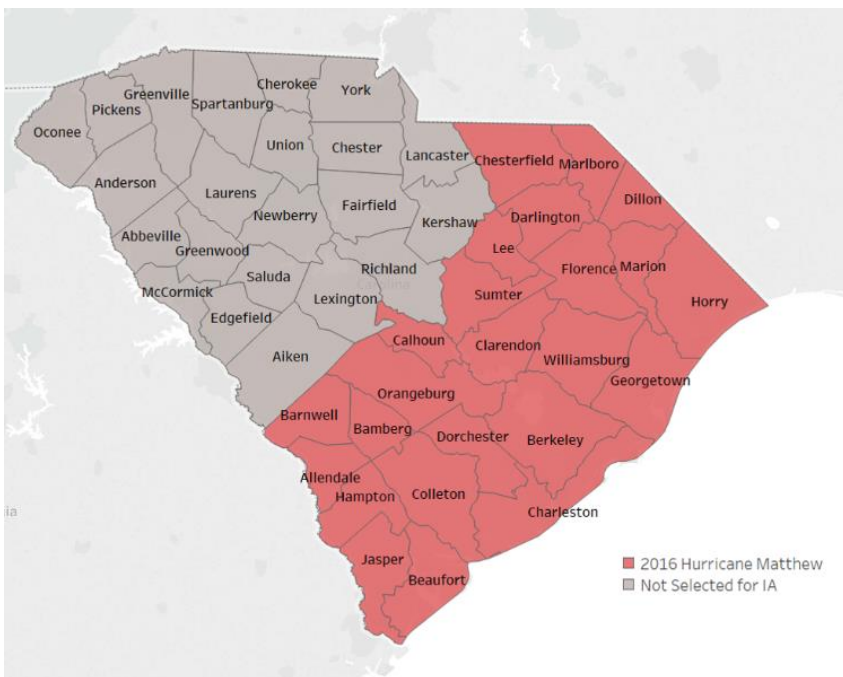 Cherokee
York
Greenville
Spartanburg
Pickens
Oconee
Union
Chester
Lancaster
Chesterfield
Marlboro
Anderson
Laurens
Dillon
Newberry
Fairfield
Kershaw
Darlington
Abbeville
Greenwood
Lee
Saluda
Richland
Florence
Marion
McCormick
Lexington
Sumter
Horry
Edgefield
Calhoun
Clarendon
Aiken
Williamsburg
Georgetown
Orangeburg
Barnwell
Bamberg
Dorchester
Berkeley
Allendale
Hampton
Colleton
Charleston
ia
Jasper
Beaufort
2016 Hurricane Matthew
Not Selected for IA